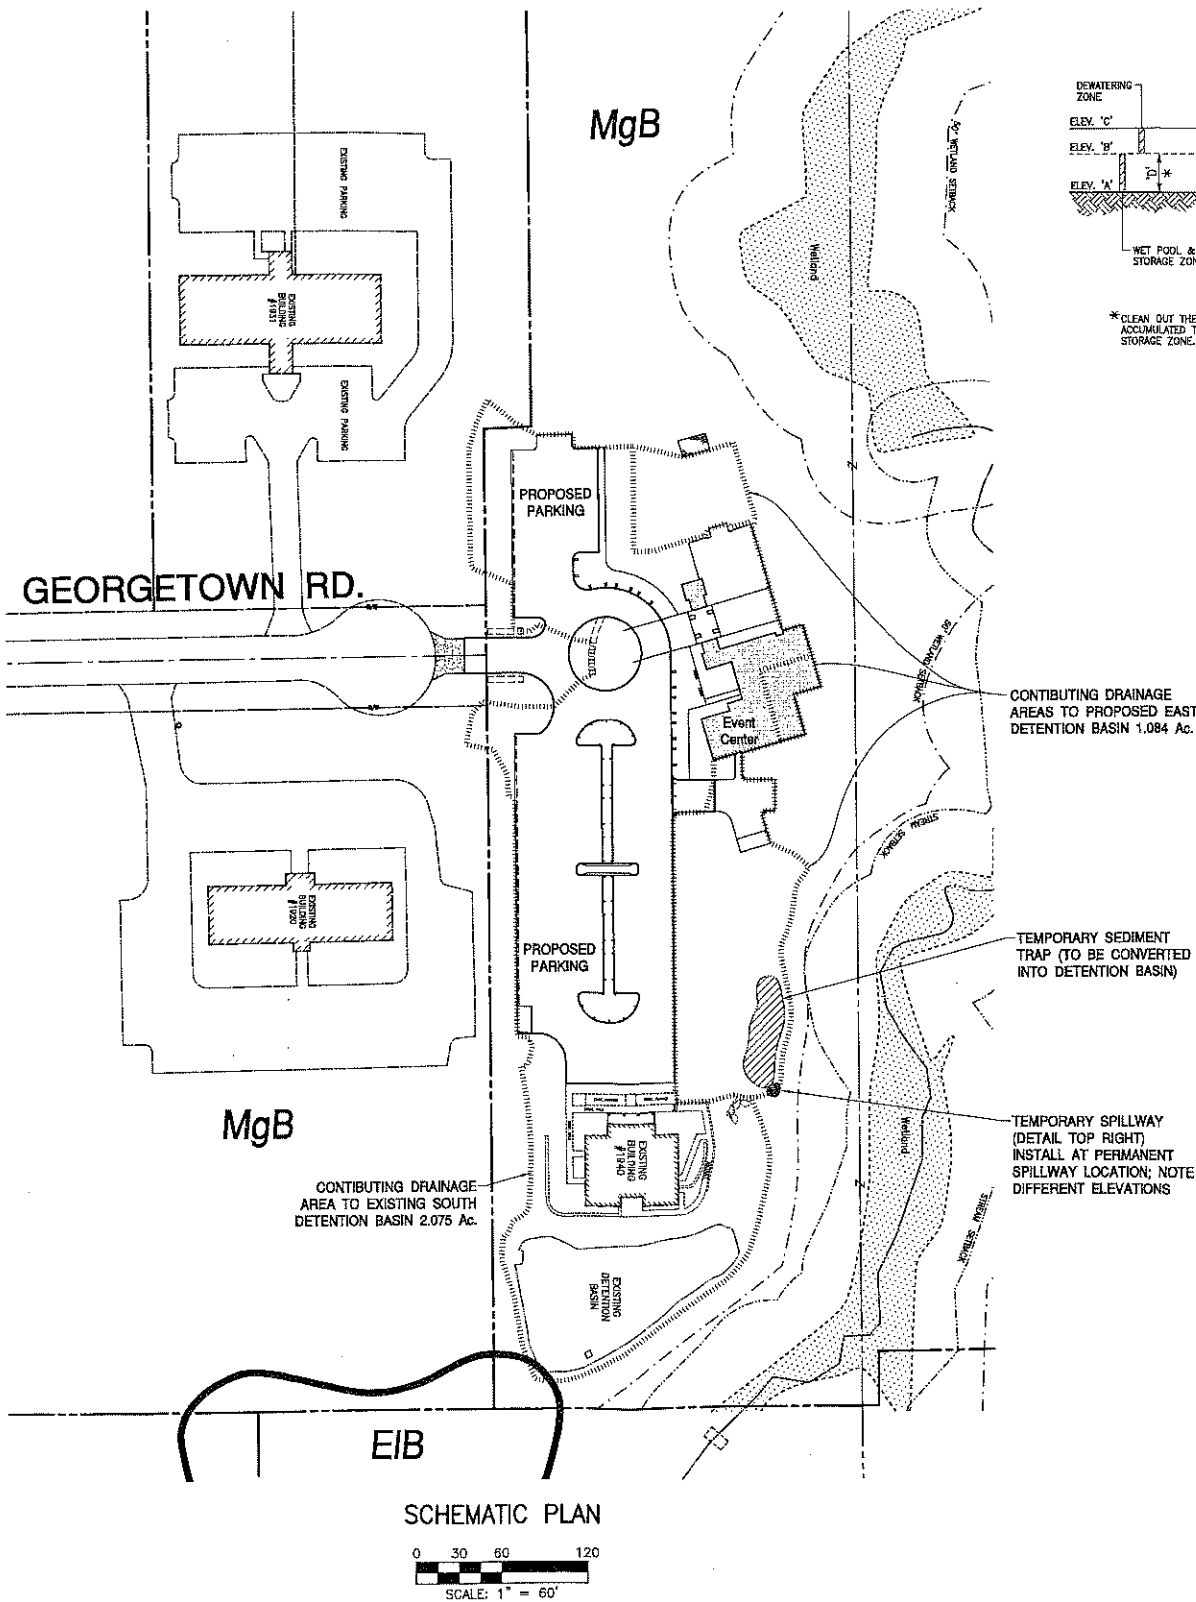 MgB
DEWATERING
ZONE
ELEV. 'C'
ELEV. 'B'
ELEV. 'A'
'D'
*
WET POOL &
STORAGE ZON
* CLEAN OUT THE
ACCUMULATED T
STORAGE ZONE.
50' WETLAND SETBACK
Wetland
EXISTING PARKING
EXISTING
BUILDING
#1931
EXISTING PARKING
PROPOSED
PARKING
GEORGETOWN RD.
Z
50' WETLAND SETBACK
CONTIBUTING DRAINAGE
AREAS TO PROPOSED EAST
DETENTION BASIN 1.084 Ac.
Event
Center
STREAM SETBACK
EXISTING
BUILDING
#1920
PROPOSED
PARKING
TEMPORARY SEDIMENT
TRAP (TO BE CONVERTED
INTO DETENTION BASIN)
MgB
TEMPORARY SPILLWAY
(DETAIL TOP RIGHT)
INSTALL AT PERMANENT
SPILLWAY LOCATION; NOTE
DIFFERENT ELEVATIONS
Wetland
EXISTING
BUILDING
#1940
Z
CONTIBUTING DRAINAGE
AREA TO EXISTING SOUTH
DETENTION BASIN 2.075 Ac.
STREAM SETBACK
EXISTING
DETENTION
BASIN
EIB
SCHEMATIC PLAN
0 30 60 120
SCALE: 1" = 60'